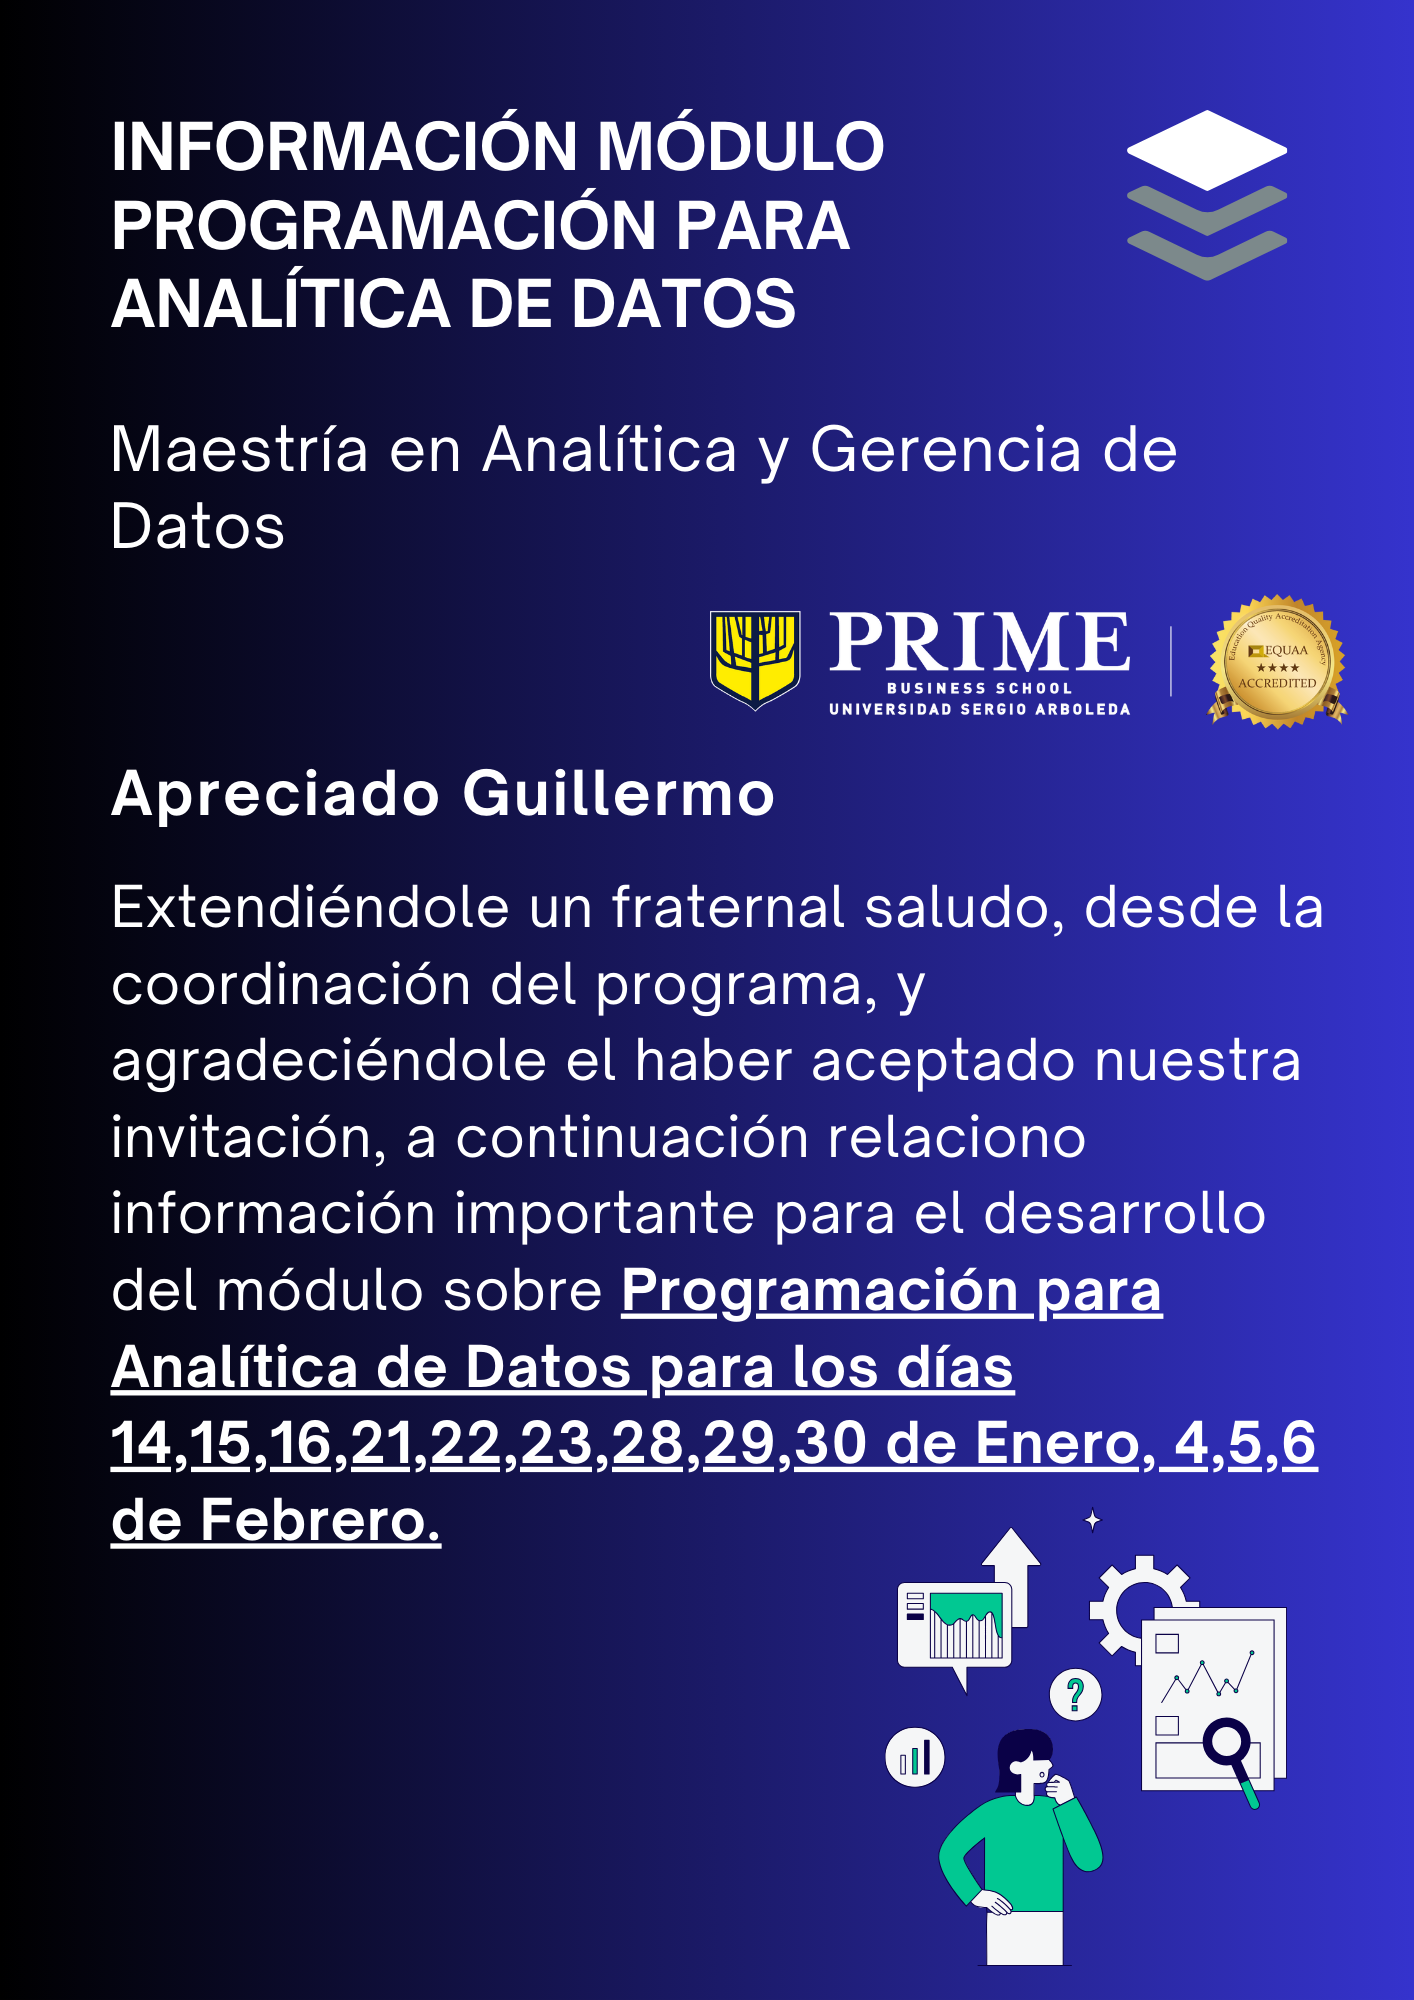 INFORMACIÓN MÓDULO
PROGRAMACIÓN PARA
ANALÍTICA DE DATOS
Maestría en Analítica y Gerencia de
Datos
PRIME
BUSINESS SCHOOL
UNIVERSIDAD SERGIO ARBOLEDA
Education Quality Accreditation Agency
EQUAA
ACCREDITED
Apreciado Guillermo
Extendiéndole un fraternal saludo, desde la
coordinación del programa, y
agradeciéndole el haber aceptado nuestra
invitación, a continuación relaciono
información importante para el desarrollo
del módulo sobre Programación para
Analítica de Datos para los días
14,15,16,21,22,23,28,29,30 de Enero, 4,5,6
de Febrero.
?